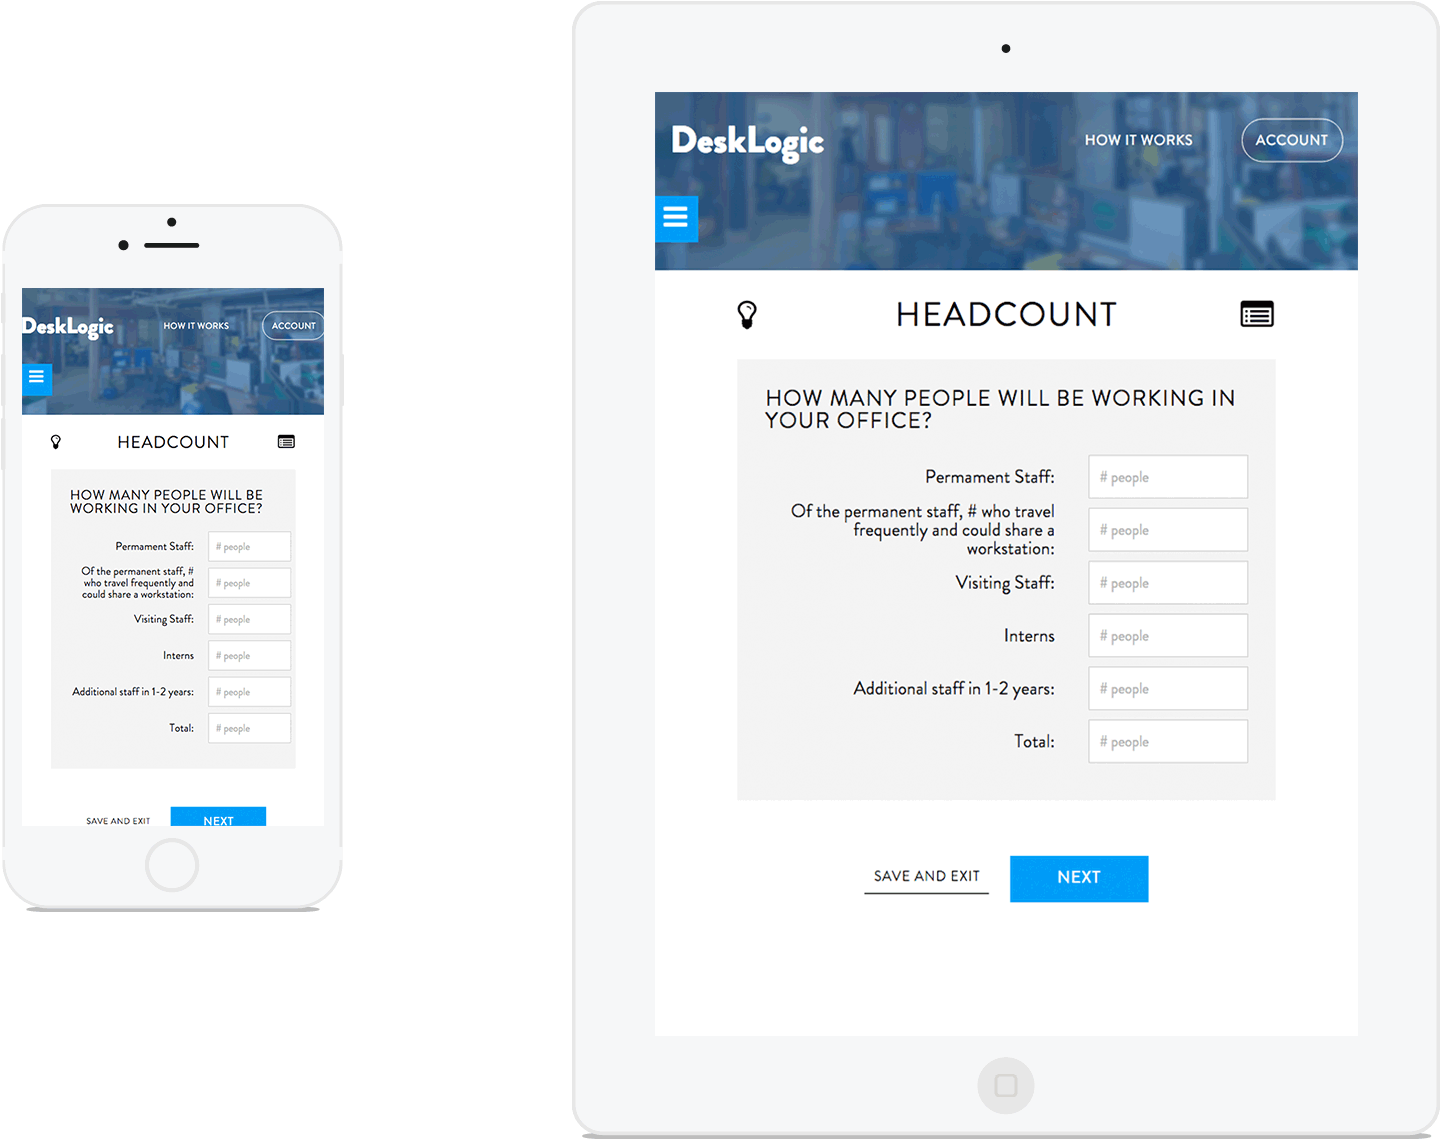 DeskLogic
HOW IT WORKS
ACCOUNT
HEADCOUNT
HOW MANY PEOPLE WILL BE
WORKING IN YOUR OFFICE?
Permament Staff:
# people
Of the permanent staff, #
who travel frequently and
could share a workstation:
# people
Visiting Staff:
# people
Interns
# people
Additional staff in 1-2 years:
# people
Total:
# people
SAVE AND EXIT
NEXT
DeskLogic
HOW IT WORKS
ACCOUNT
HEADCOUNT
HOW MANY PEOPLE WILL BE WORKING IN
YOUR OFFICE?
Permament Staff:
# people
Of the permanent staff, # who travel
frequently and could share a
workstation:
# people
Visiting Staff:
# people
Interns
# people
Additional staff in 1-2 years:
# people
Total:
# people
SAVE AND EXIT
NEXT